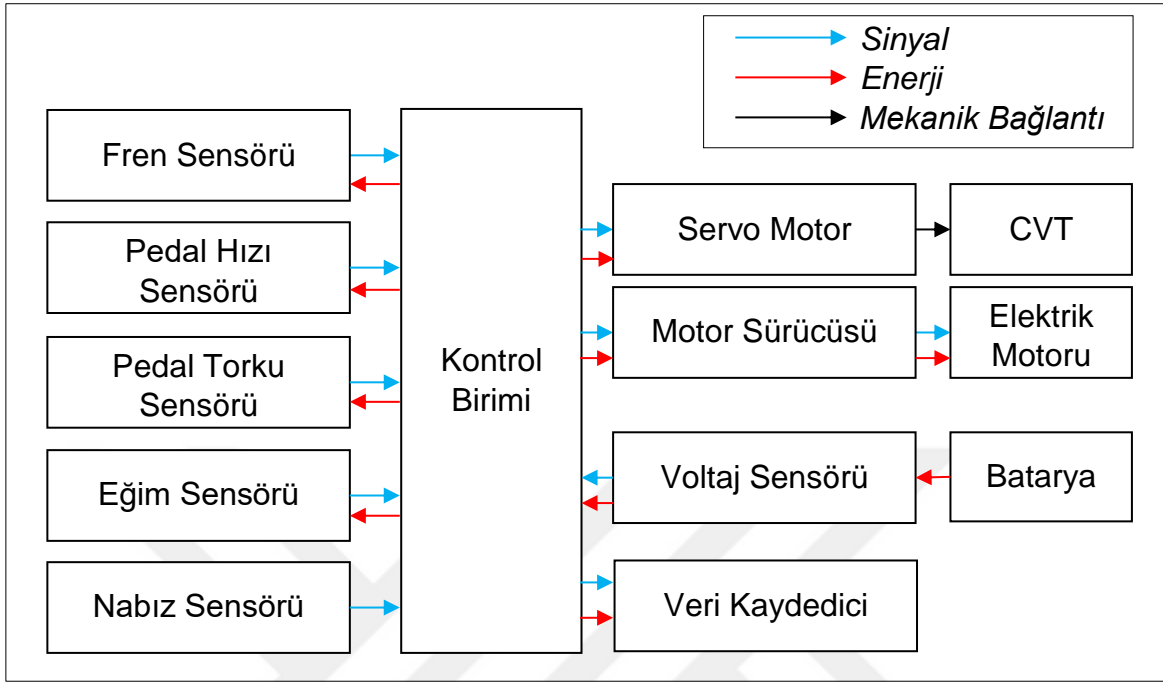 Sinyal
Enerji
Mekanik Bağlantı
Fren Sensörü
Pedal Hızı
Sensörü
Pedal Torku
Sensörü
Eğim Sensörü
Nabız Sensörü
Kontrol
Birimi
Servo Motor
CVT
Motor Sürücüsü
Elektrik
Motoru
Voltaj Sensörü
Batarya
Veri Kaydedici